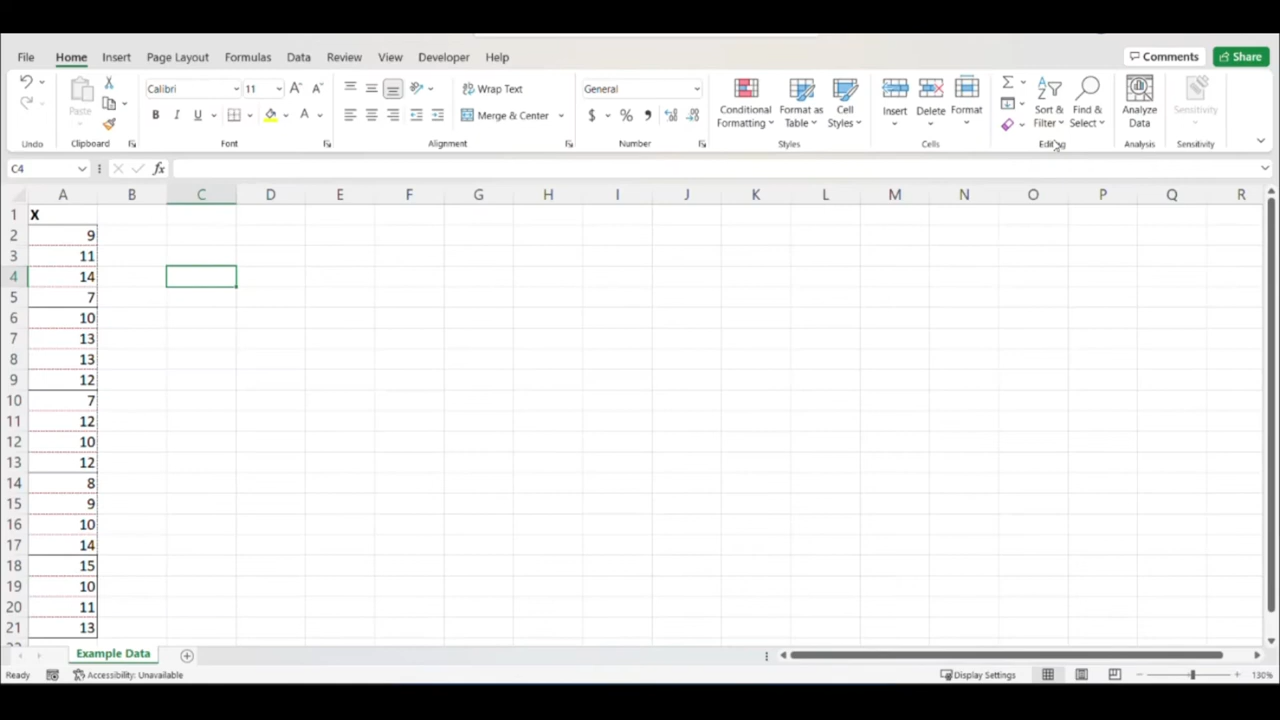 File Home Insert Page Layout Formulas Data Review View Developer Help Comments Share
Calibri 11 Wrap Text General
Paste B I U Merge & Center $ % Conditional Formatting Format as Table Cell Styles Insert Delete Format Sort & Filter Find & Select Analyze Data Sensitivity
Undo Clipboard Font Alignment Number Styles Cells Editing Analysis Sensitivity
C4 fx
A B C D E F G H I J K L M N O P Q R
1 X
2 9
3 11
4 14
5 7
6 10
7 13
8 13
9 12
10 7
11 12
12 10
13 12
14 8
15 9
16 10
17 14
18 15
19 10
20 11
21 13
Example Data
Ready Accessibility: Unavailable Display Settings 130%